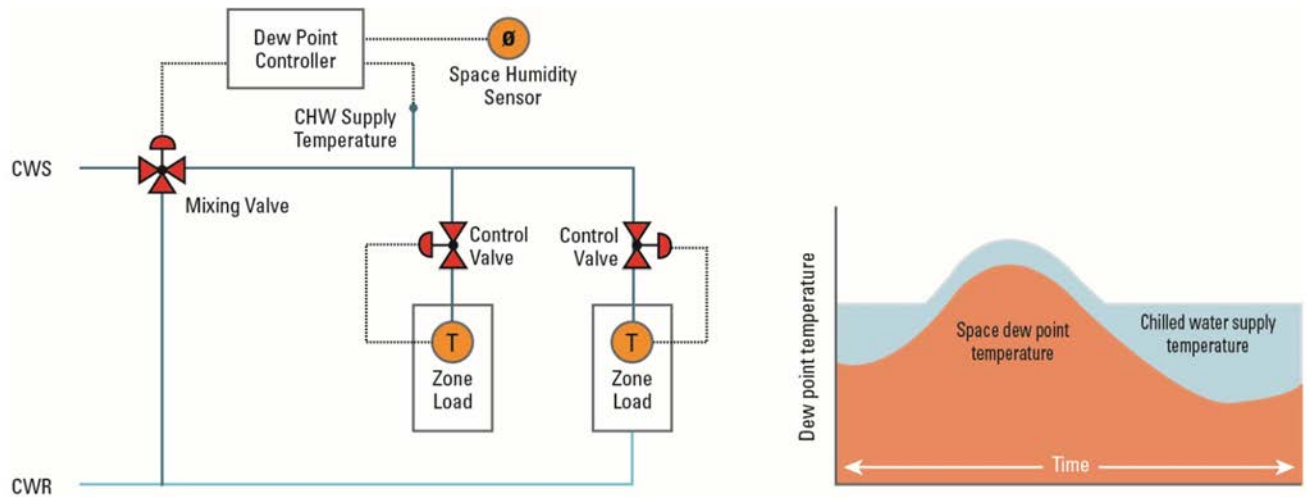 Dew Point
Controller
ø
Space Humidity
Sensor
CHW Supply
Temperature
CWS
Mixing Valve
Control
Valve
Control
Valve
T
Zone
Load
T
Zone
Load
CWR
Dew point temperature
Space dew point
temperature
Chilled water supply
temperature
Time